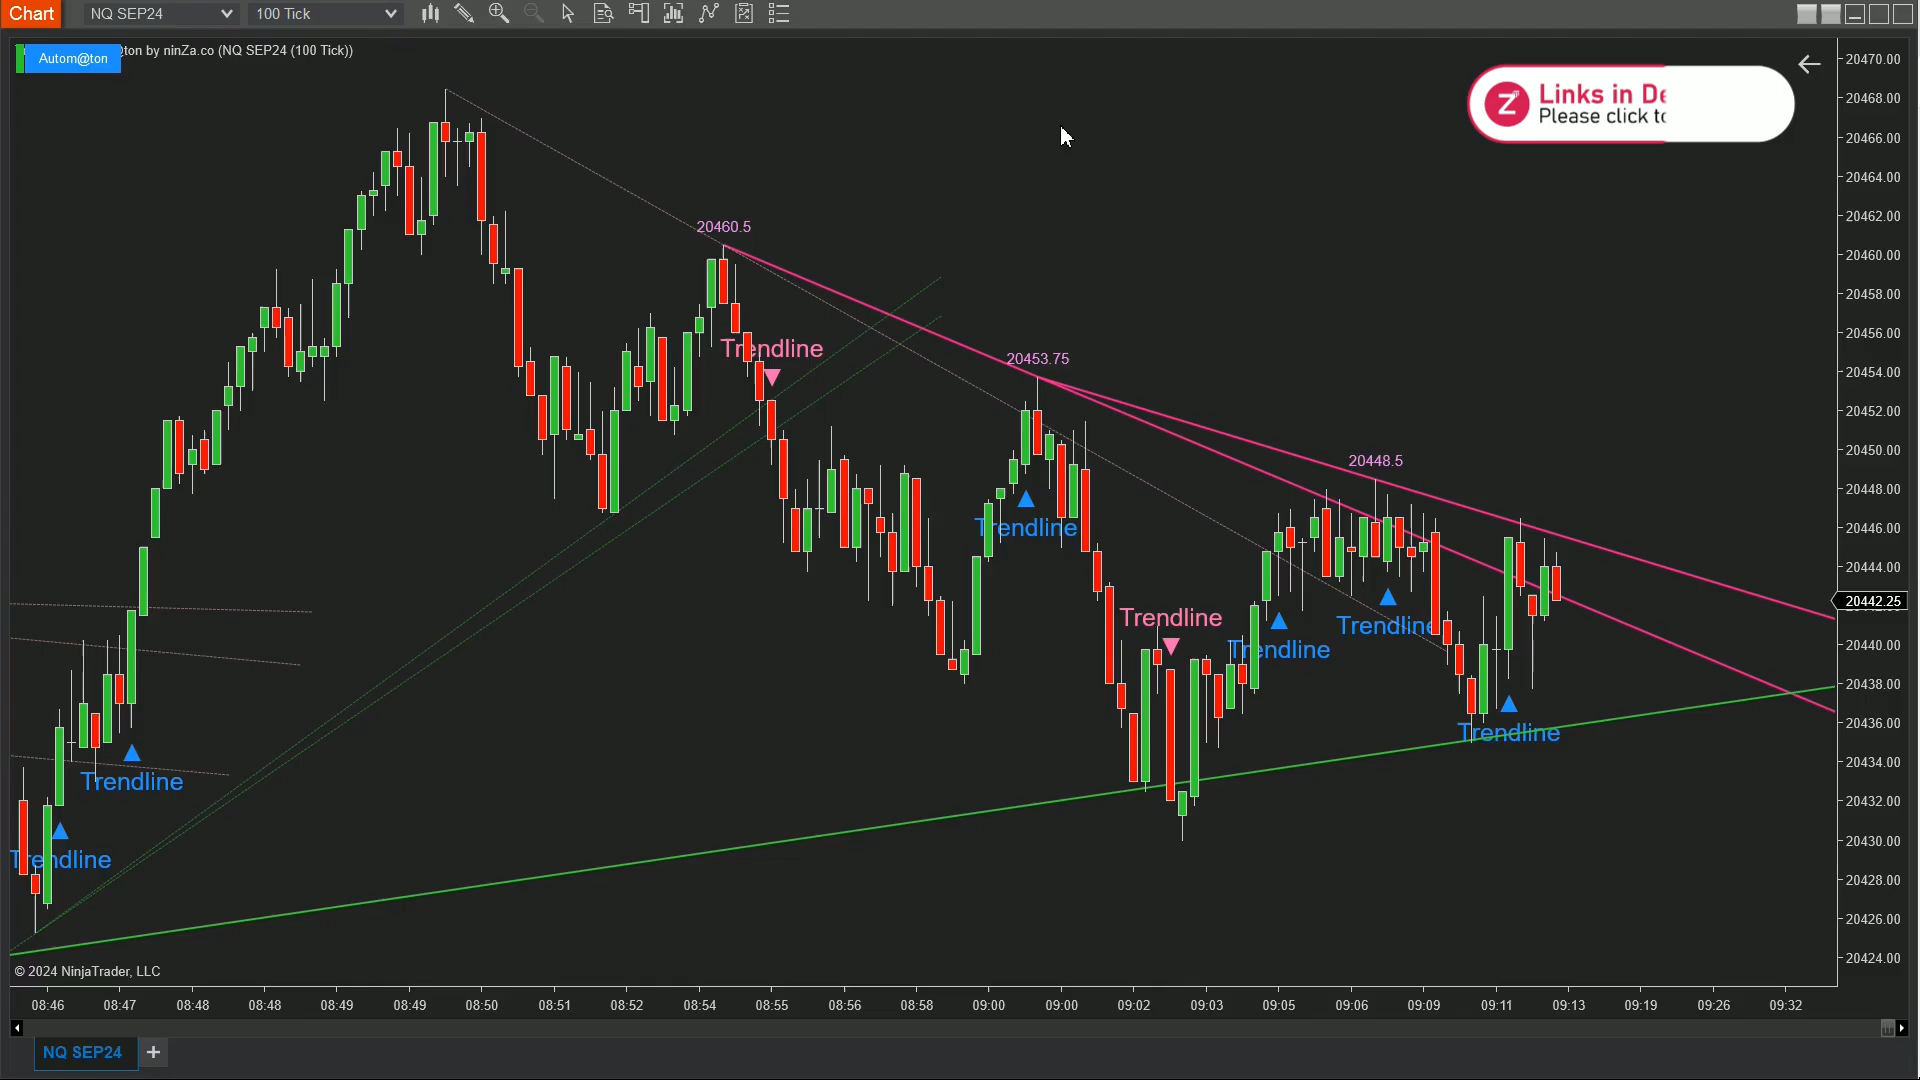 Chart
NQ SEP24
100 Tick
Autom@ton
@ton by ninZa.co (NQ SEP24 (100 Tick))
Links in De
Please click to
20470.00
20468.00
20466.00
20464.00
20462.00
20460.00
20458.00
20456.00
20454.00
20452.00
20450.00
20448.00
20446.00
20444.00
20442.25
20440.00
20438.00
20436.00
20434.00
20432.00
20430.00
20428.00
20426.00
20424.00
20460.5
Trendline
20453.75
20448.5
Trendline
Trendline
Trendline
Trendline
Trendline
Trendline
Trendline
© 2024 NinjaTrader, LLC
08:46 08:47 08:48 08:48 08:49 08:49 08:50 08:51 08:52 08:54 08:55 08:56 08:58 09:00 09:00 09:02 09:03 09:05 09:06 09:09 09:11 09:13 09:19 09:26 09:32
NQ SEP24